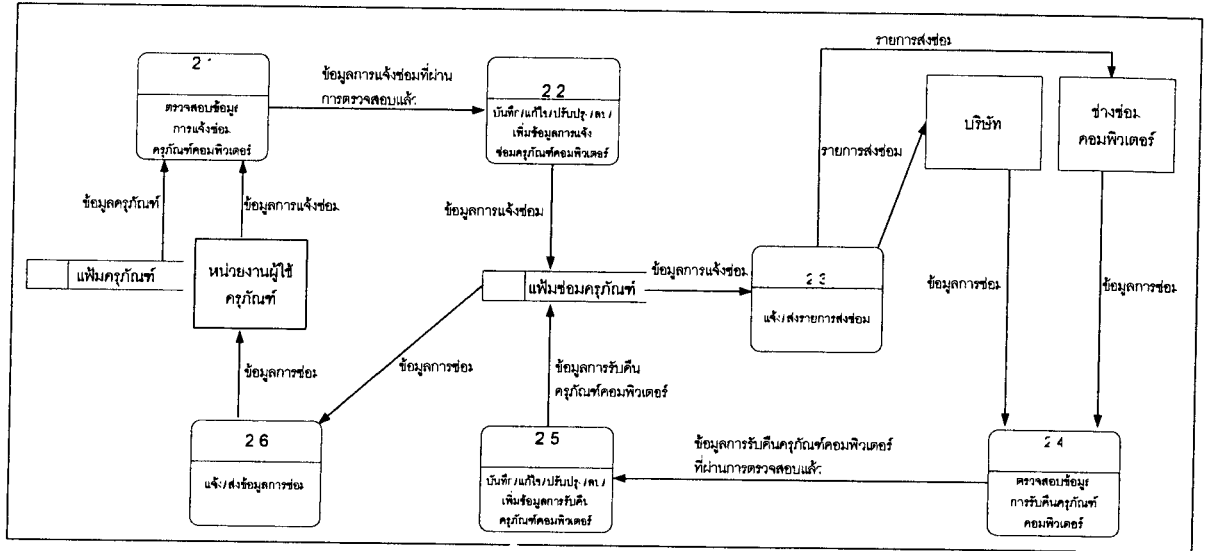 2 1
ตรวจสอบข้อมูล
การแจ้งซ่อม
ครุภัณฑ์คอมพิวเตอร์
ข้อมูลการแจ้งซ่อมที่ผ่าน
การตรวจสอบแล้ว
2 2
บันทึก/แก้ไข/ปรับปรุง/ลบ/
เพิ่มข้อมูลการแจ้ง
ซ่อมครุภัณฑ์คอมพิวเตอร์
รายการส่งซ่อม
บริษัท
ช่างซ่อม
คอมพิวเตอร์
รายการส่งซ่อม
ข้อมูลครุภัณฑ์
ข้อมูลการแจ้งซ่อม
ข้อมูลการแจ้งซ่อม
แฟ้มครุภัณฑ์
หน่วยงานผู้ใช้
ครุภัณฑ์
แฟ้มซ่อมครุภัณฑ์
ข้อมูลการแจ้งซ่อม
2 3
แจ้ง/ส่งรายการส่งซ่อม
ข้อมูลการซ่อม
ข้อมูลการซ่อม
ข้อมูลการซ่อม
ข้อมูลการซ่อม
ข้อมูลการรับคืน
ครุภัณฑ์คอมพิวเตอร์
2 6
แจ้ง/ส่งข้อมูลการซ่อม
2 5
บันทึก/แก้ไข/ปรับปรุง/ลบ/
เพิ่มข้อมูลการรับคืน
ครุภัณฑ์คอมพิวเตอร์
ข้อมูลการรับคืนครุภัณฑ์คอมพิวเตอร์
ที่ผ่านการตรวจสอบแล้ว
2 4
ตรวจสอบข้อมูล
การรับคืนครุภัณฑ์
คอมพิวเตอร์